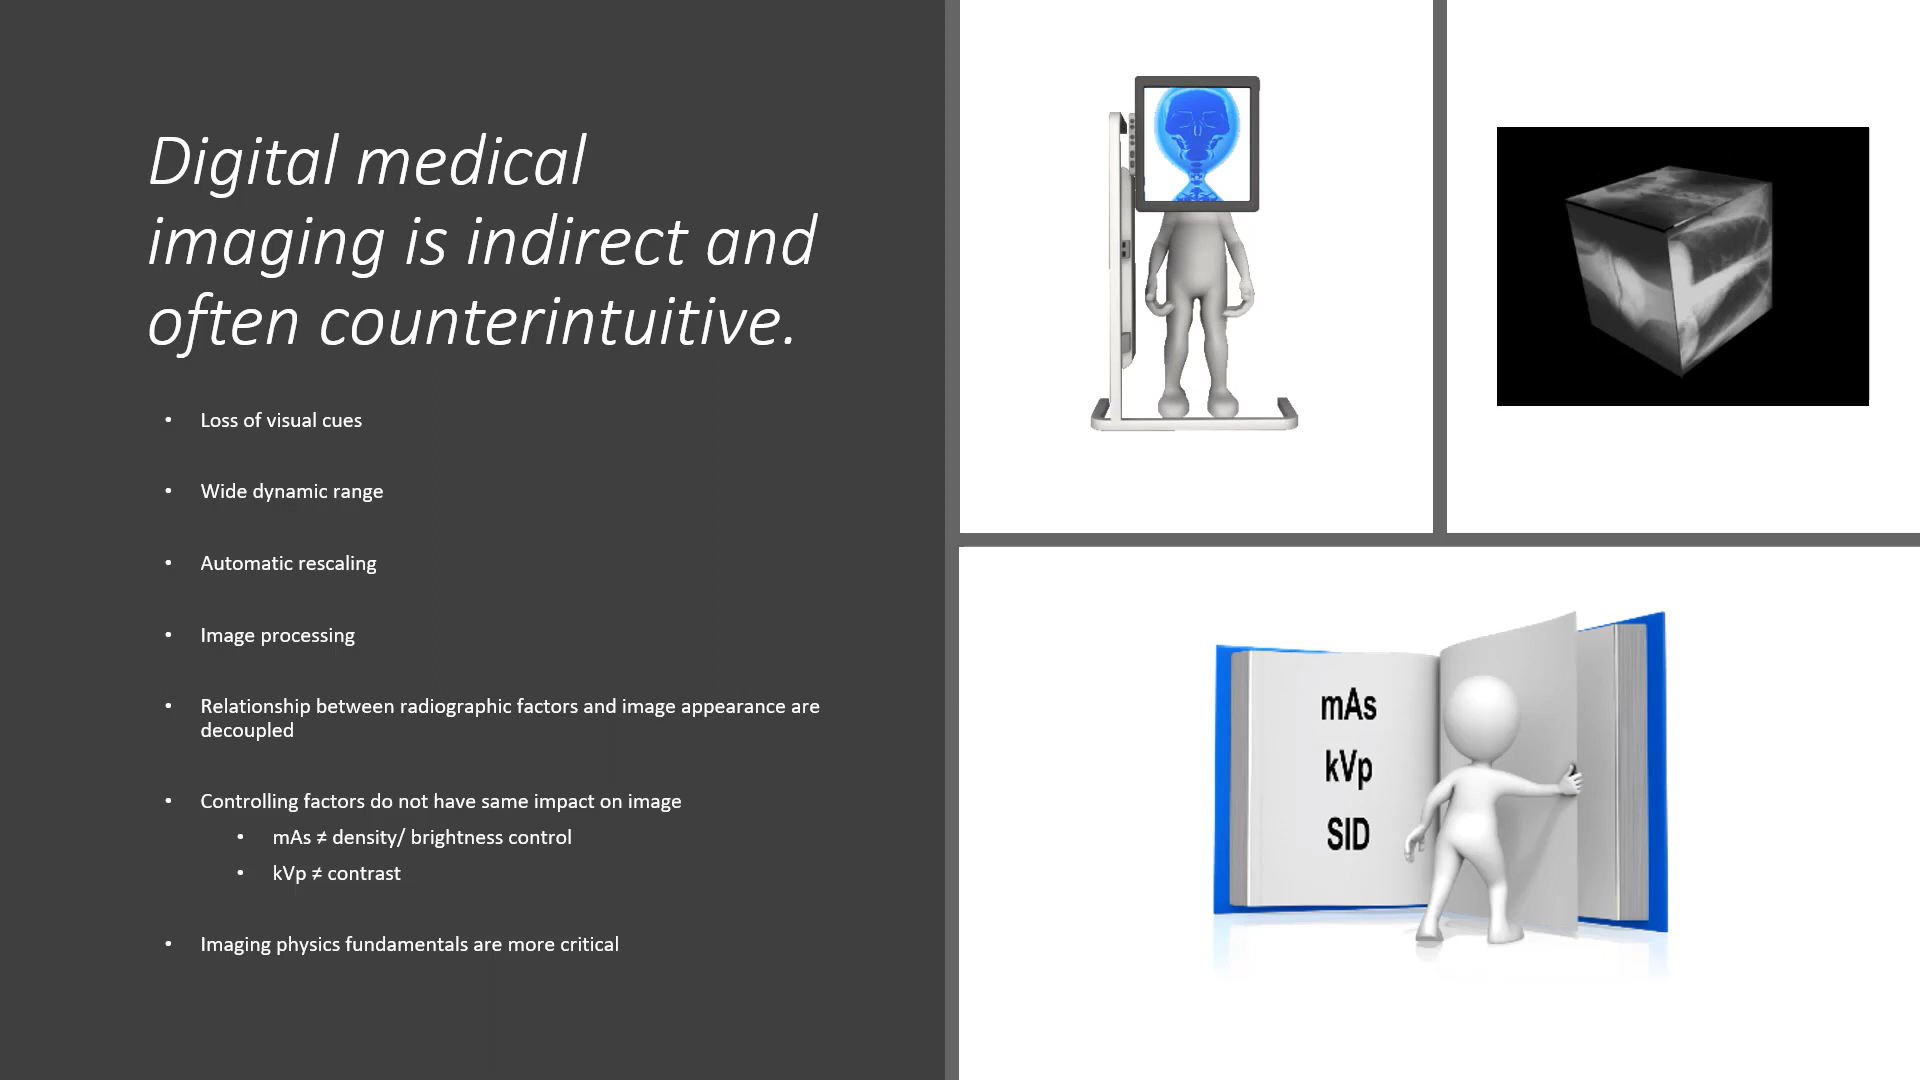 Digital medical
imaging is indirect and
often counterintuitive.
• Loss of visual cues
• Wide dynamic range
• Automatic rescaling
• Image processing
• Relationship between radiographic factors and image appearance are
decoupled
• Controlling factors do not have same impact on image
• mAs ≠ density/ brightness control
• kVp ≠ contrast
• Imaging physics fundamentals are more critical
mAs
kVp
SID